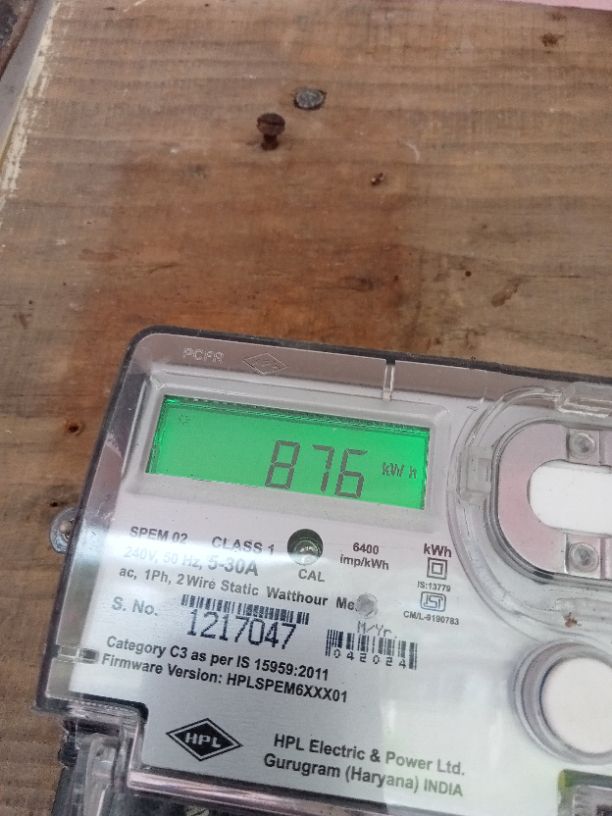 PCFR
876 kWh
SPEM 02 CLASS 1
240V, 50 Hz, 5-30A
CAL
6400
imp/kWh
kWh
IS:13779
CM/L-5190783
ac, 1Ph, 2 Wire Static Watthour Me
S. No.
1217047
M/Yr.
042024
Category C3 as per IS 15959:2011
Firmware Version: HPLSPEM6XXX01
HPL
HPL Electric & Power Ltd.
Gurugram (Haryana) INDIA